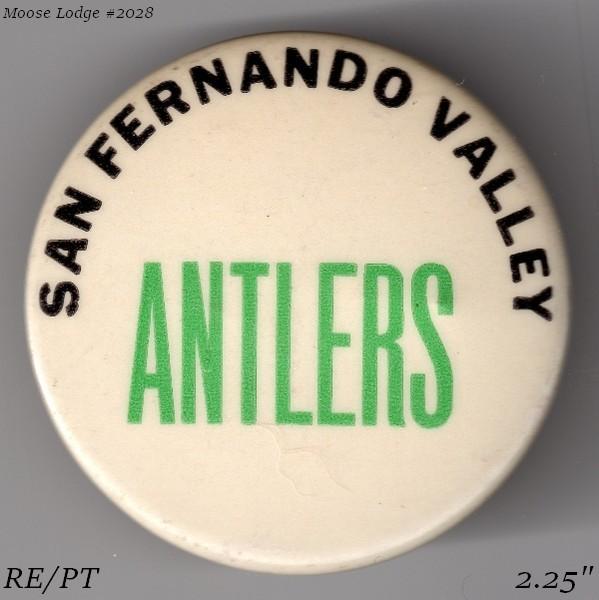 Moose Lodge #2028
SAN FERNANDO VALLEY
ANTLERS
RE/PT
2.25"